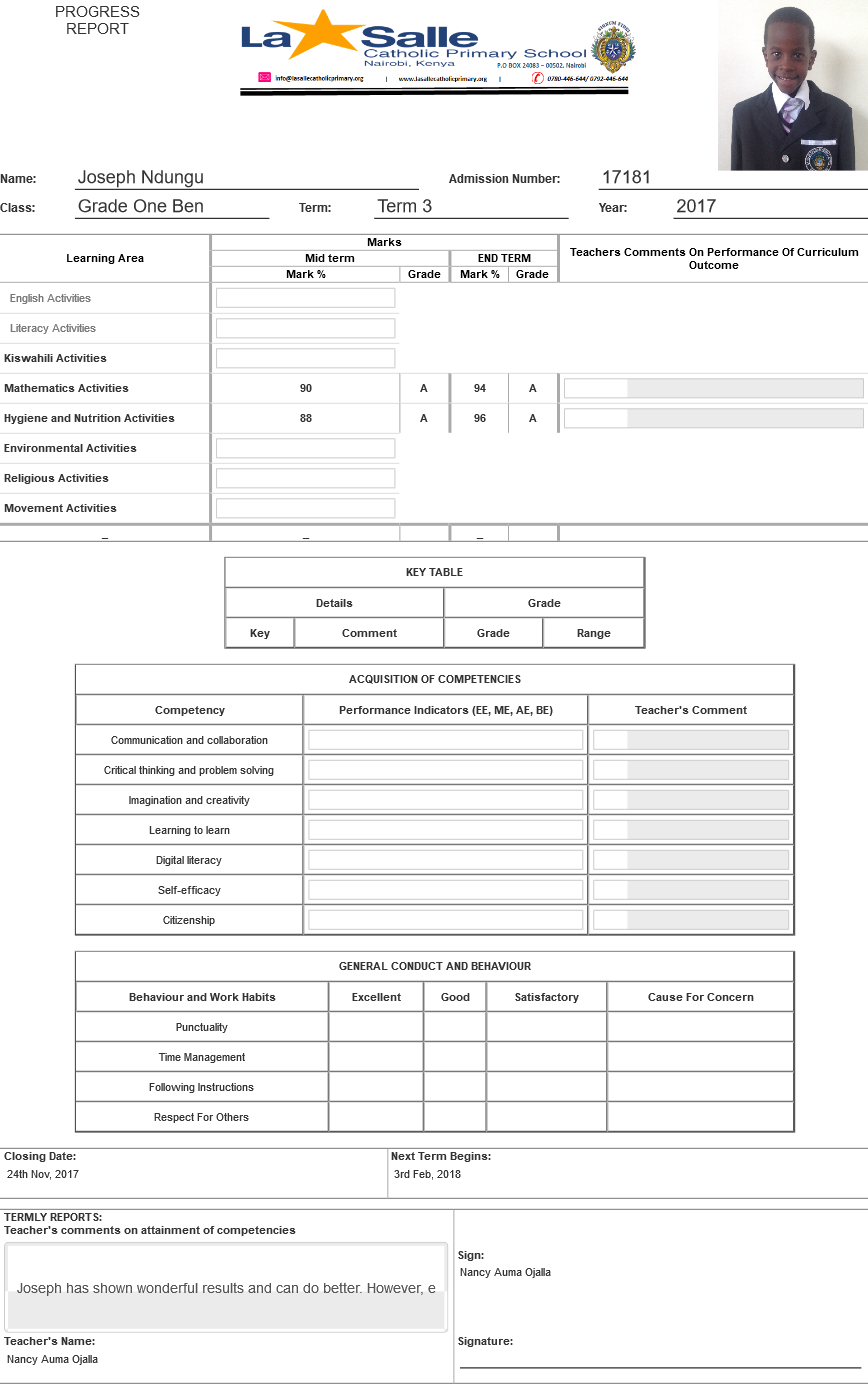 PROGRESS
REPORT
La Salle
Catholic Primary School
Nairobi, Kenya
P.O BOX 24083 – 00502, Nairobi
info@lasallecatholicprimary.org | www.lasallecatholicprimary.org | 0780-446-644/ 0792-446-644
Name: Joseph Ndungu Admission Number: 17181
Class: Grade One Ben Term: Term 3 Year: 2017
Learning Area Marks Teachers Comments On Performance Of Curriculum Outcome
Mid term END TERM
Mark % Grade Mark % Grade
English Activities
Literacy Activities
Kiswahili Activities
Mathematics Activities 90 A 94 A
Hygiene and Nutrition Activities 88 A 96 A
Environmental Activities
Religious Activities
Movement Activities
– – –
KEY TABLE
Details Grade
Key Comment Grade Range
ACQUISITION OF COMPETENCIES
Competency Performance Indicators (EE, ME, AE, BE) Teacher's Comment
Communication and collaboration
Critical thinking and problem solving
Imagination and creativity
Learning to learn
Digital literacy
Self-efficacy
Citizenship
GENERAL CONDUCT AND BEHAVIOUR
Behaviour and Work Habits Excellent Good Satisfactory Cause For Concern
Punctuality
Time Management
Following Instructions
Respect For Others
Closing Date: Next Term Begins:
24th Nov, 2017 3rd Feb, 2018
TERMLY REPORTS:
Teacher's comments on attainment of competencies
Joseph has shown wonderful results and can do better. However, e
Teacher's Name:
Nancy Auma Ojalla
Sign:
Nancy Auma Ojalla
Signature: